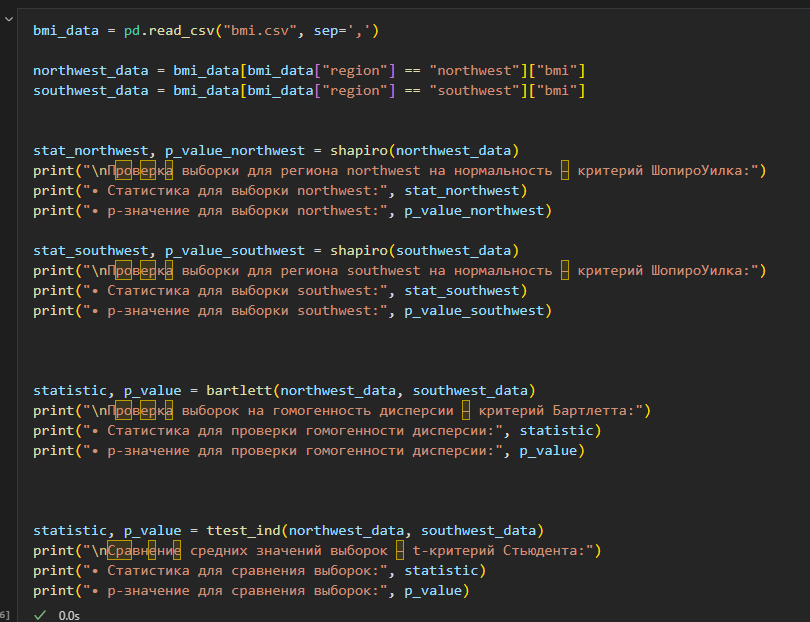 bmi_data = pd.read_csv("bmi.csv", sep=',')
northwest_data = bmi_data[bmi_data["region"] == "northwest"]["bmi"]
southwest_data = bmi_data[bmi_data["region"] == "southwest"]["bmi"]
stat_northwest, p_value_northwest = shapiro(northwest_data)
print("\nПроверка выборки для региона northwest на нормальность – критерий ШопироУилка:")
print("• Статистика для выборки northwest:", stat_northwest)
print("• p-значение для выборки northwest:", p_value_northwest)
stat_southwest, p_value_southwest = shapiro(southwest_data)
print("\nПроверка выборки для региона southwest на нормальность – критерий ШопироУилка:")
print("• Статистика для выборки southwest:", stat_southwest)
print("• p-значение для выборки southwest:", p_value_southwest)
statistic, p_value = bartlett(northwest_data, southwest_data)
print("\nПроверка выборок на гомогенность дисперсии – критерий Бартлетта:")
print("• Статистика для проверки гомогенности дисперсии:", statistic)
print("• p-значение для проверки гомогенности дисперсии:", p_value)
statistic, p_value = ttest_ind(northwest_data, southwest_data)
print("\nСравнение средних значений выборок – t-критерий Стьюдента:")
print("• Статистика для сравнения выборок:", statistic)
print("• p-значение для сравнения выборок:", p_value)
6] ✓ 0.0s